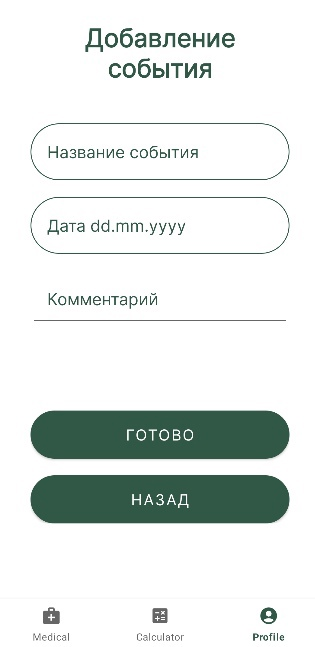 Добавление
события
Название события
Дата dd.mm.yyyy
Комментарий
ГОТОВО
НАЗАД
Medical
Calculator
Profile